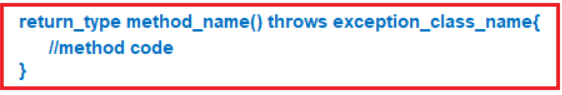 return_type method_name() throws exception_class_name{
//method code
}